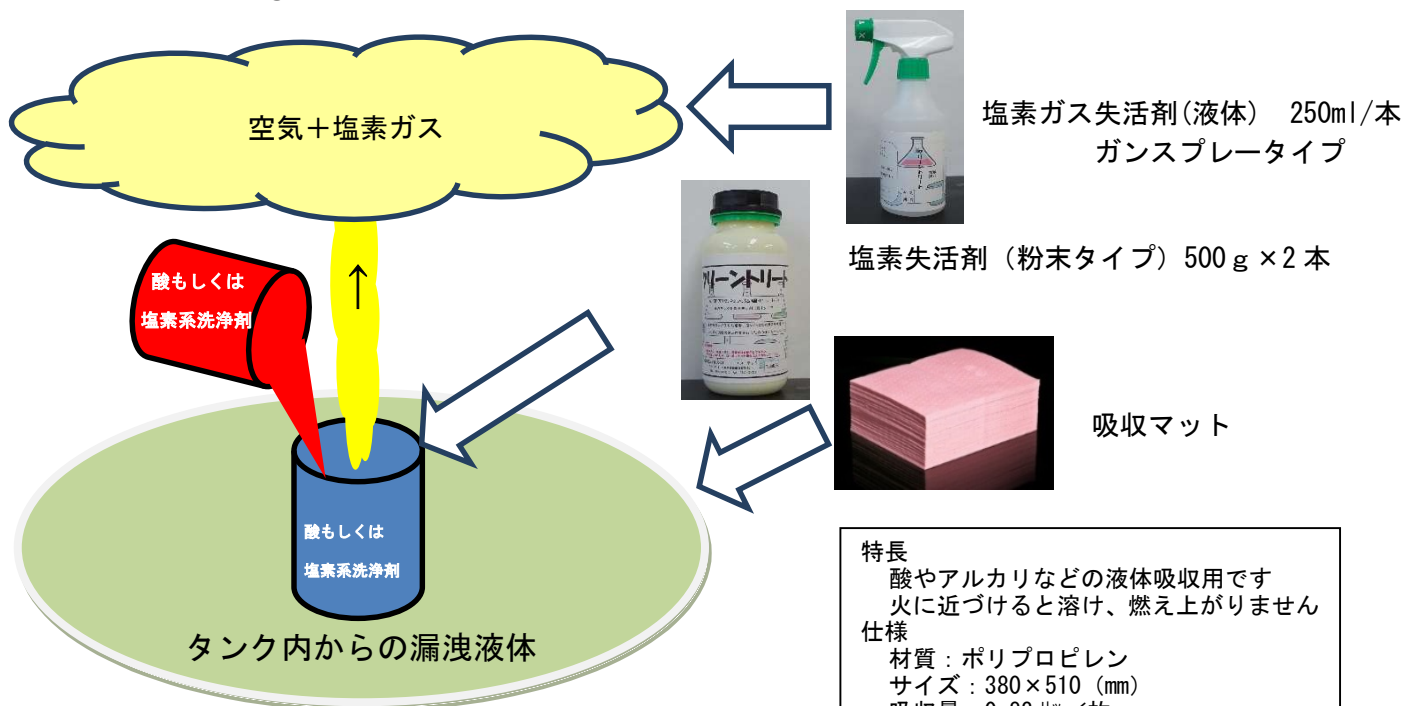 空気＋塩素ガス
塩素ガス失活剤(液体)　250ml/本
ガンスプレータイプ
塩素失活剤（粉末タイプ）500ｇ×2本
酸もしくは
塩素系洗浄剤
↑
クリーントリート
吸収マット
酸もしくは
塩素系洗浄剤
タンク内からの漏洩液体
特長
酸やアルカリなどの液体吸収用です
火に近づけると溶け、燃え上がりません
仕様
材質：ポリプロピレン
サイズ：380×510（㎜）